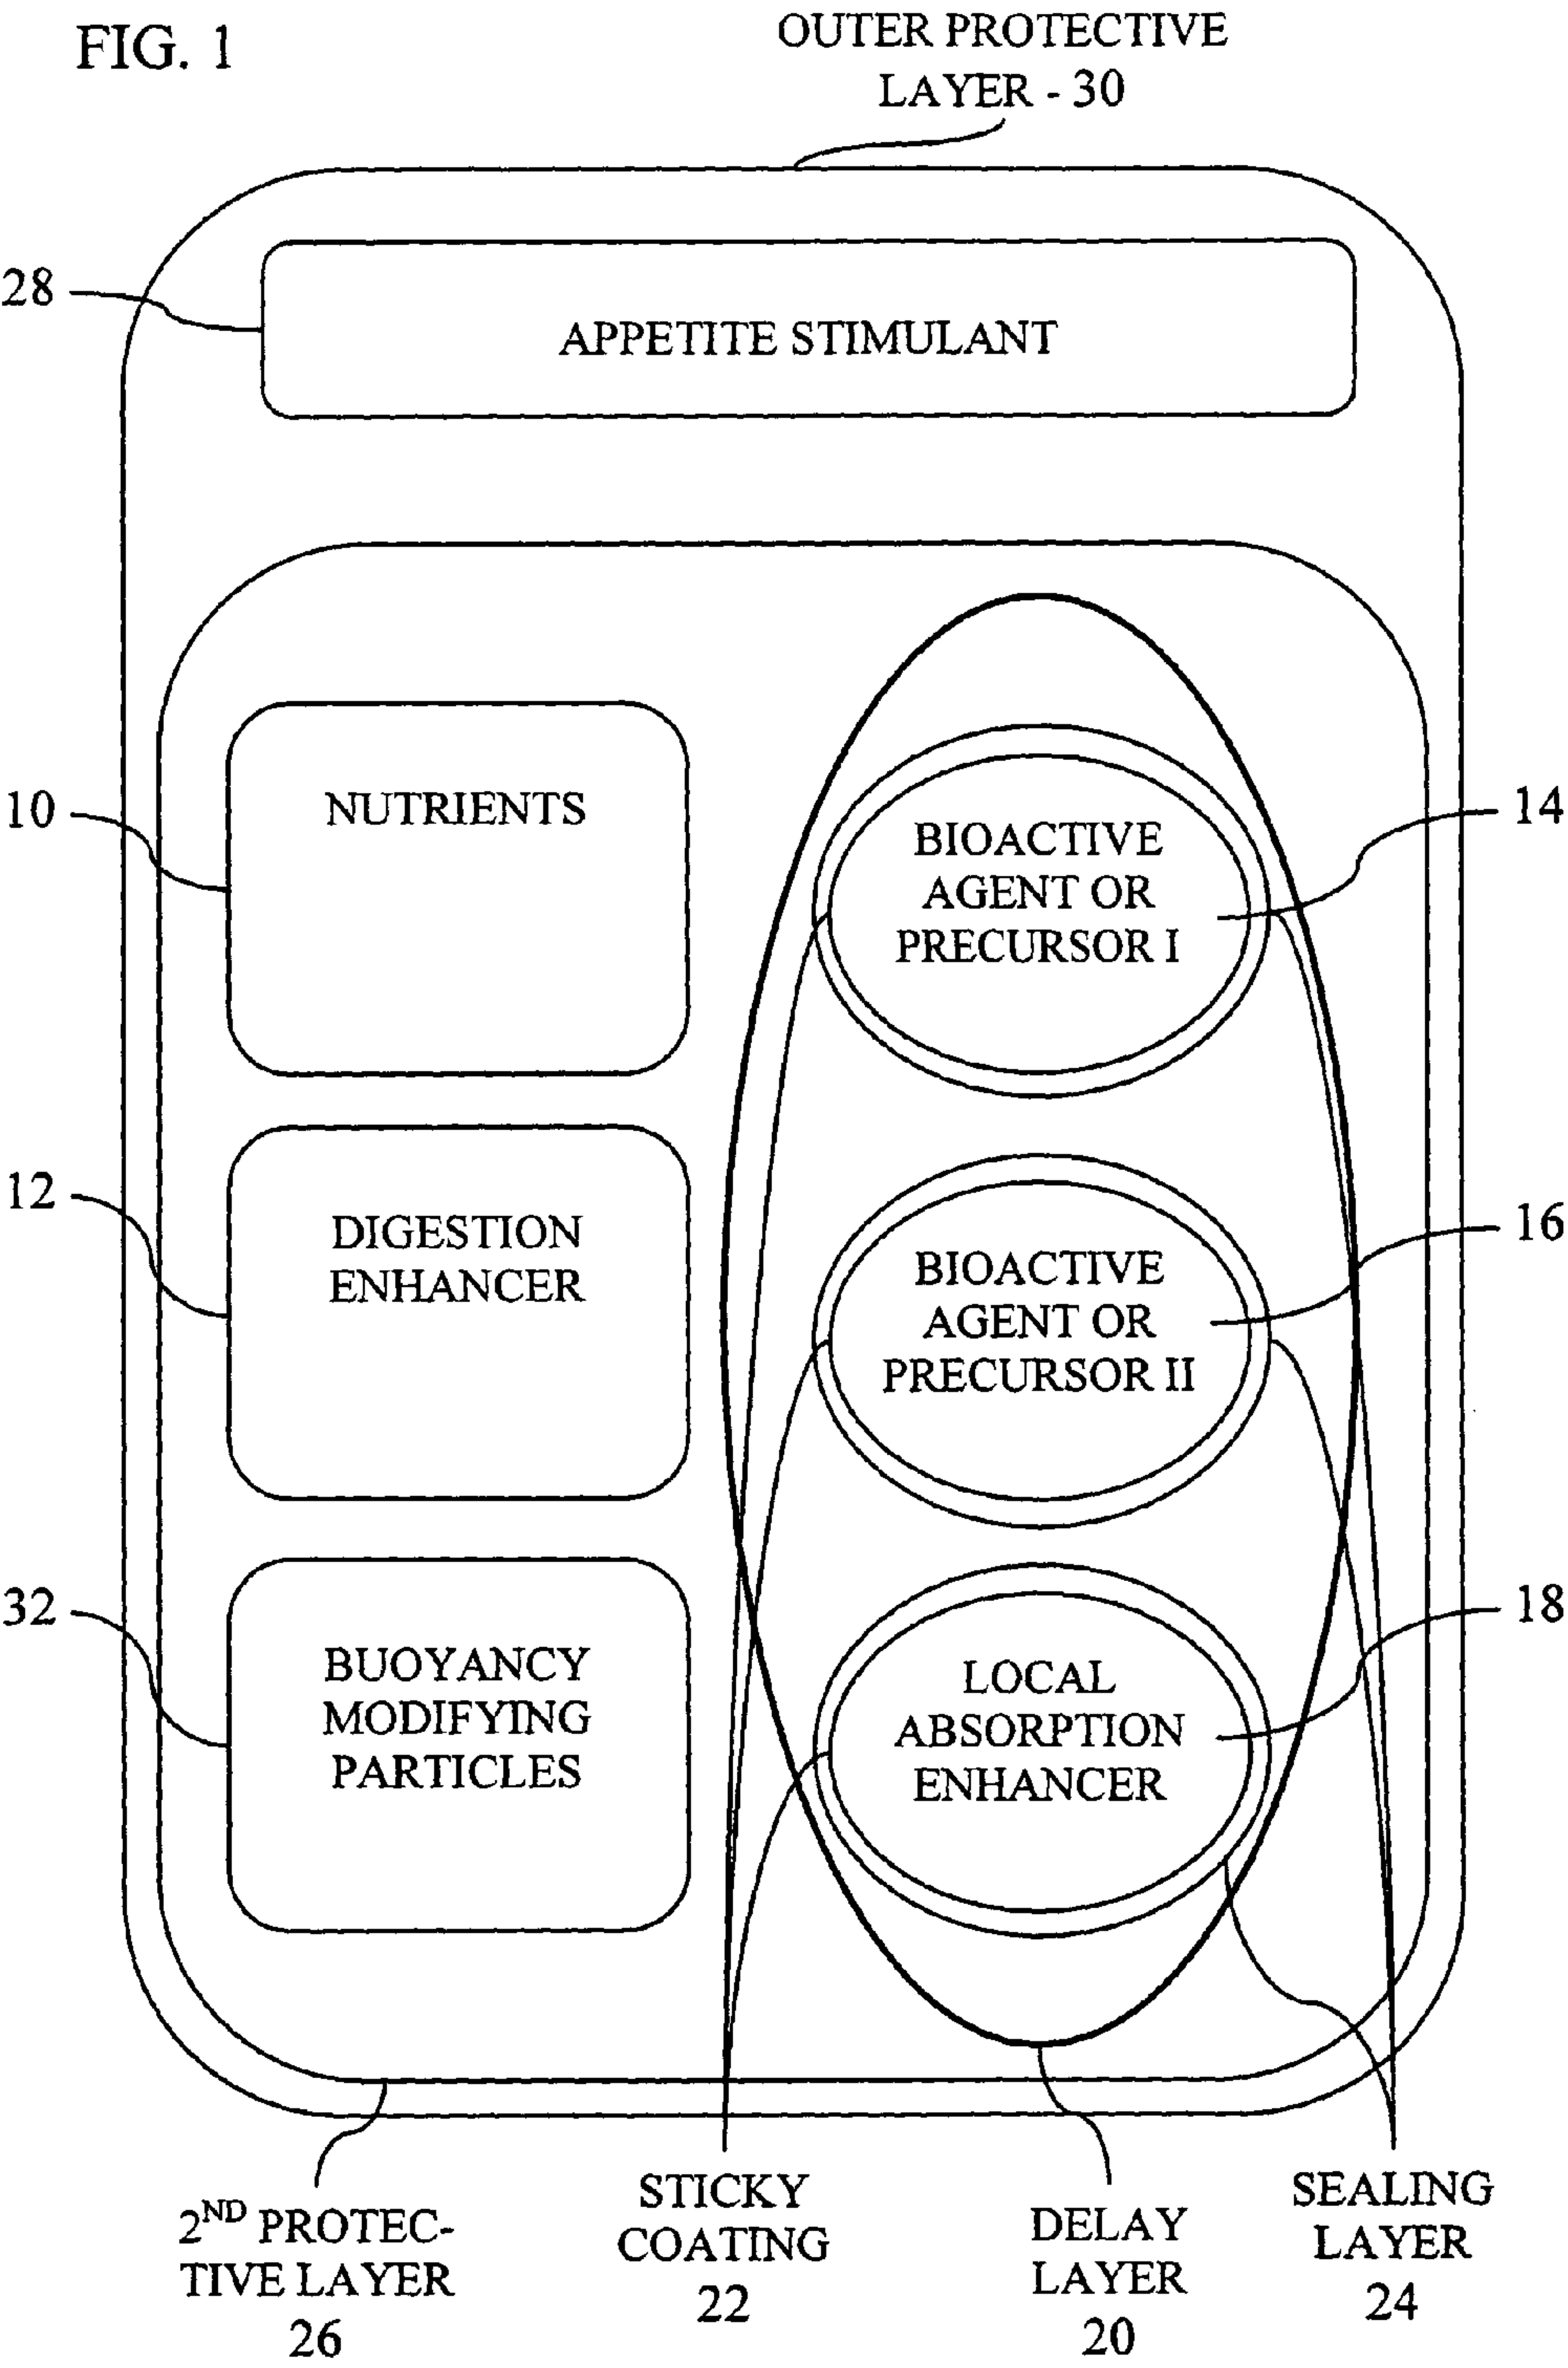 FIG. 1
OUTER PROTECTIVE
LAYER - 30
28
APPETITE STIMULANT
10
NUTRIENTS
BIOACTIVE
AGENT OR
PRECURSOR I
14
12
DIGESTION
ENHANCER
BIOACTIVE
AGENT OR
PRECURSOR II
16
32
BUOYANCY
MODIFYING
PARTICLES
LOCAL
ABSORPTION
ENHANCER
18
2ND PROTEC-
TIVE LAYER
26
STICKY
COATING
22
DELAY
LAYER
20
SEALING
LAYER
24